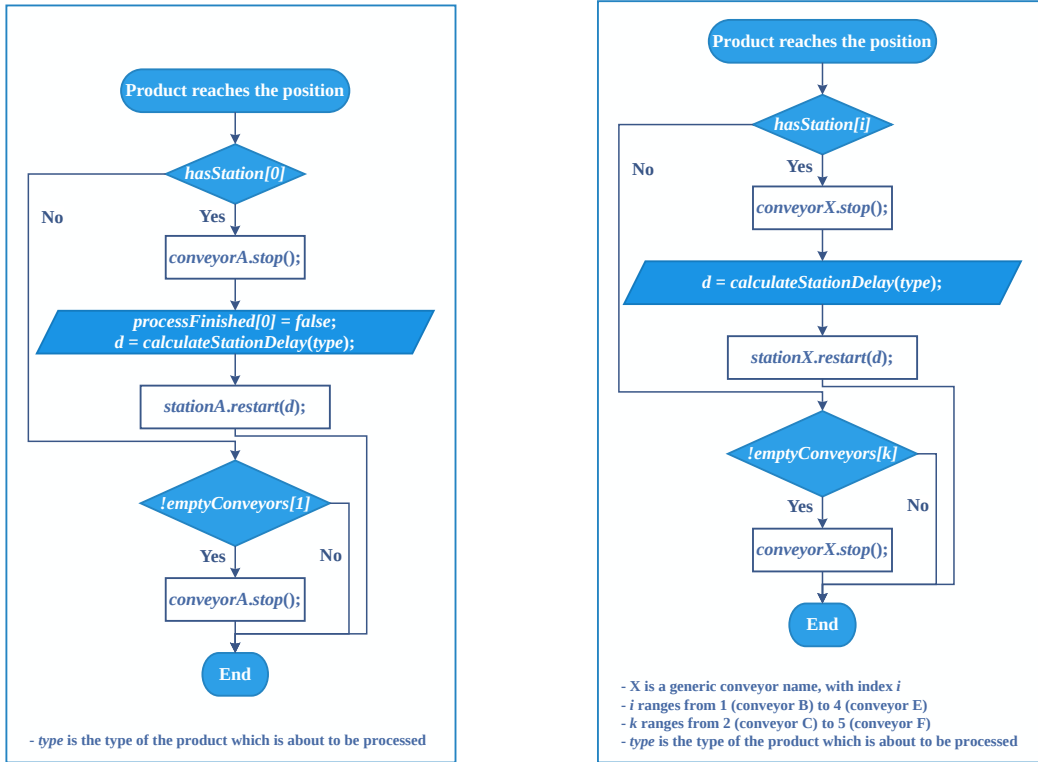 Product reaches the position
hasStation[0]
No
Yes
conveyorA.stop();
processFinished[0] = false;
d = calculateStationDelay(type);
stationA.restart(d);
!emptyConveyors[1]
Yes
No
conveyorA.stop();
End
- type is the type of the product which is about to be processed
Product reaches the position
hasStation[i]
No
Yes
conveyorX.stop();
d = calculateStationDelay(type);
stationX.restart(d);
!emptyConveyors[k]
Yes
No
conveyorX.stop();
End
- X is a generic conveyor name, with index i
- i ranges from 1 (conveyor B) to 4 (conveyor E)
- k ranges from 2 (conveyor C) to 5 (conveyor F)
- type is the type of the product which is about to be processed